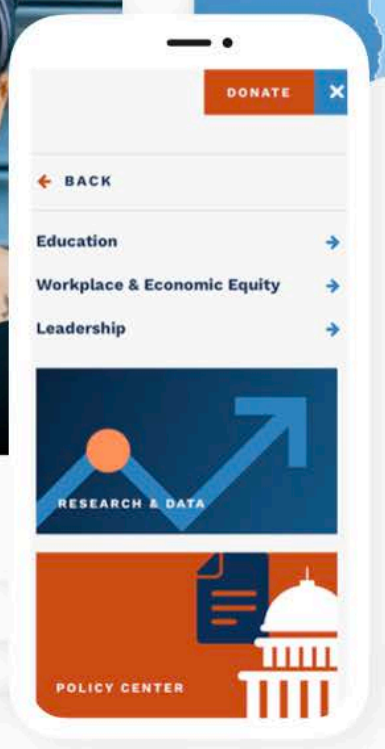 DONATE
BACK
Education
Workplace & Economic Equity
Leadership
RESEARCH & DATA
POLICY CENTER